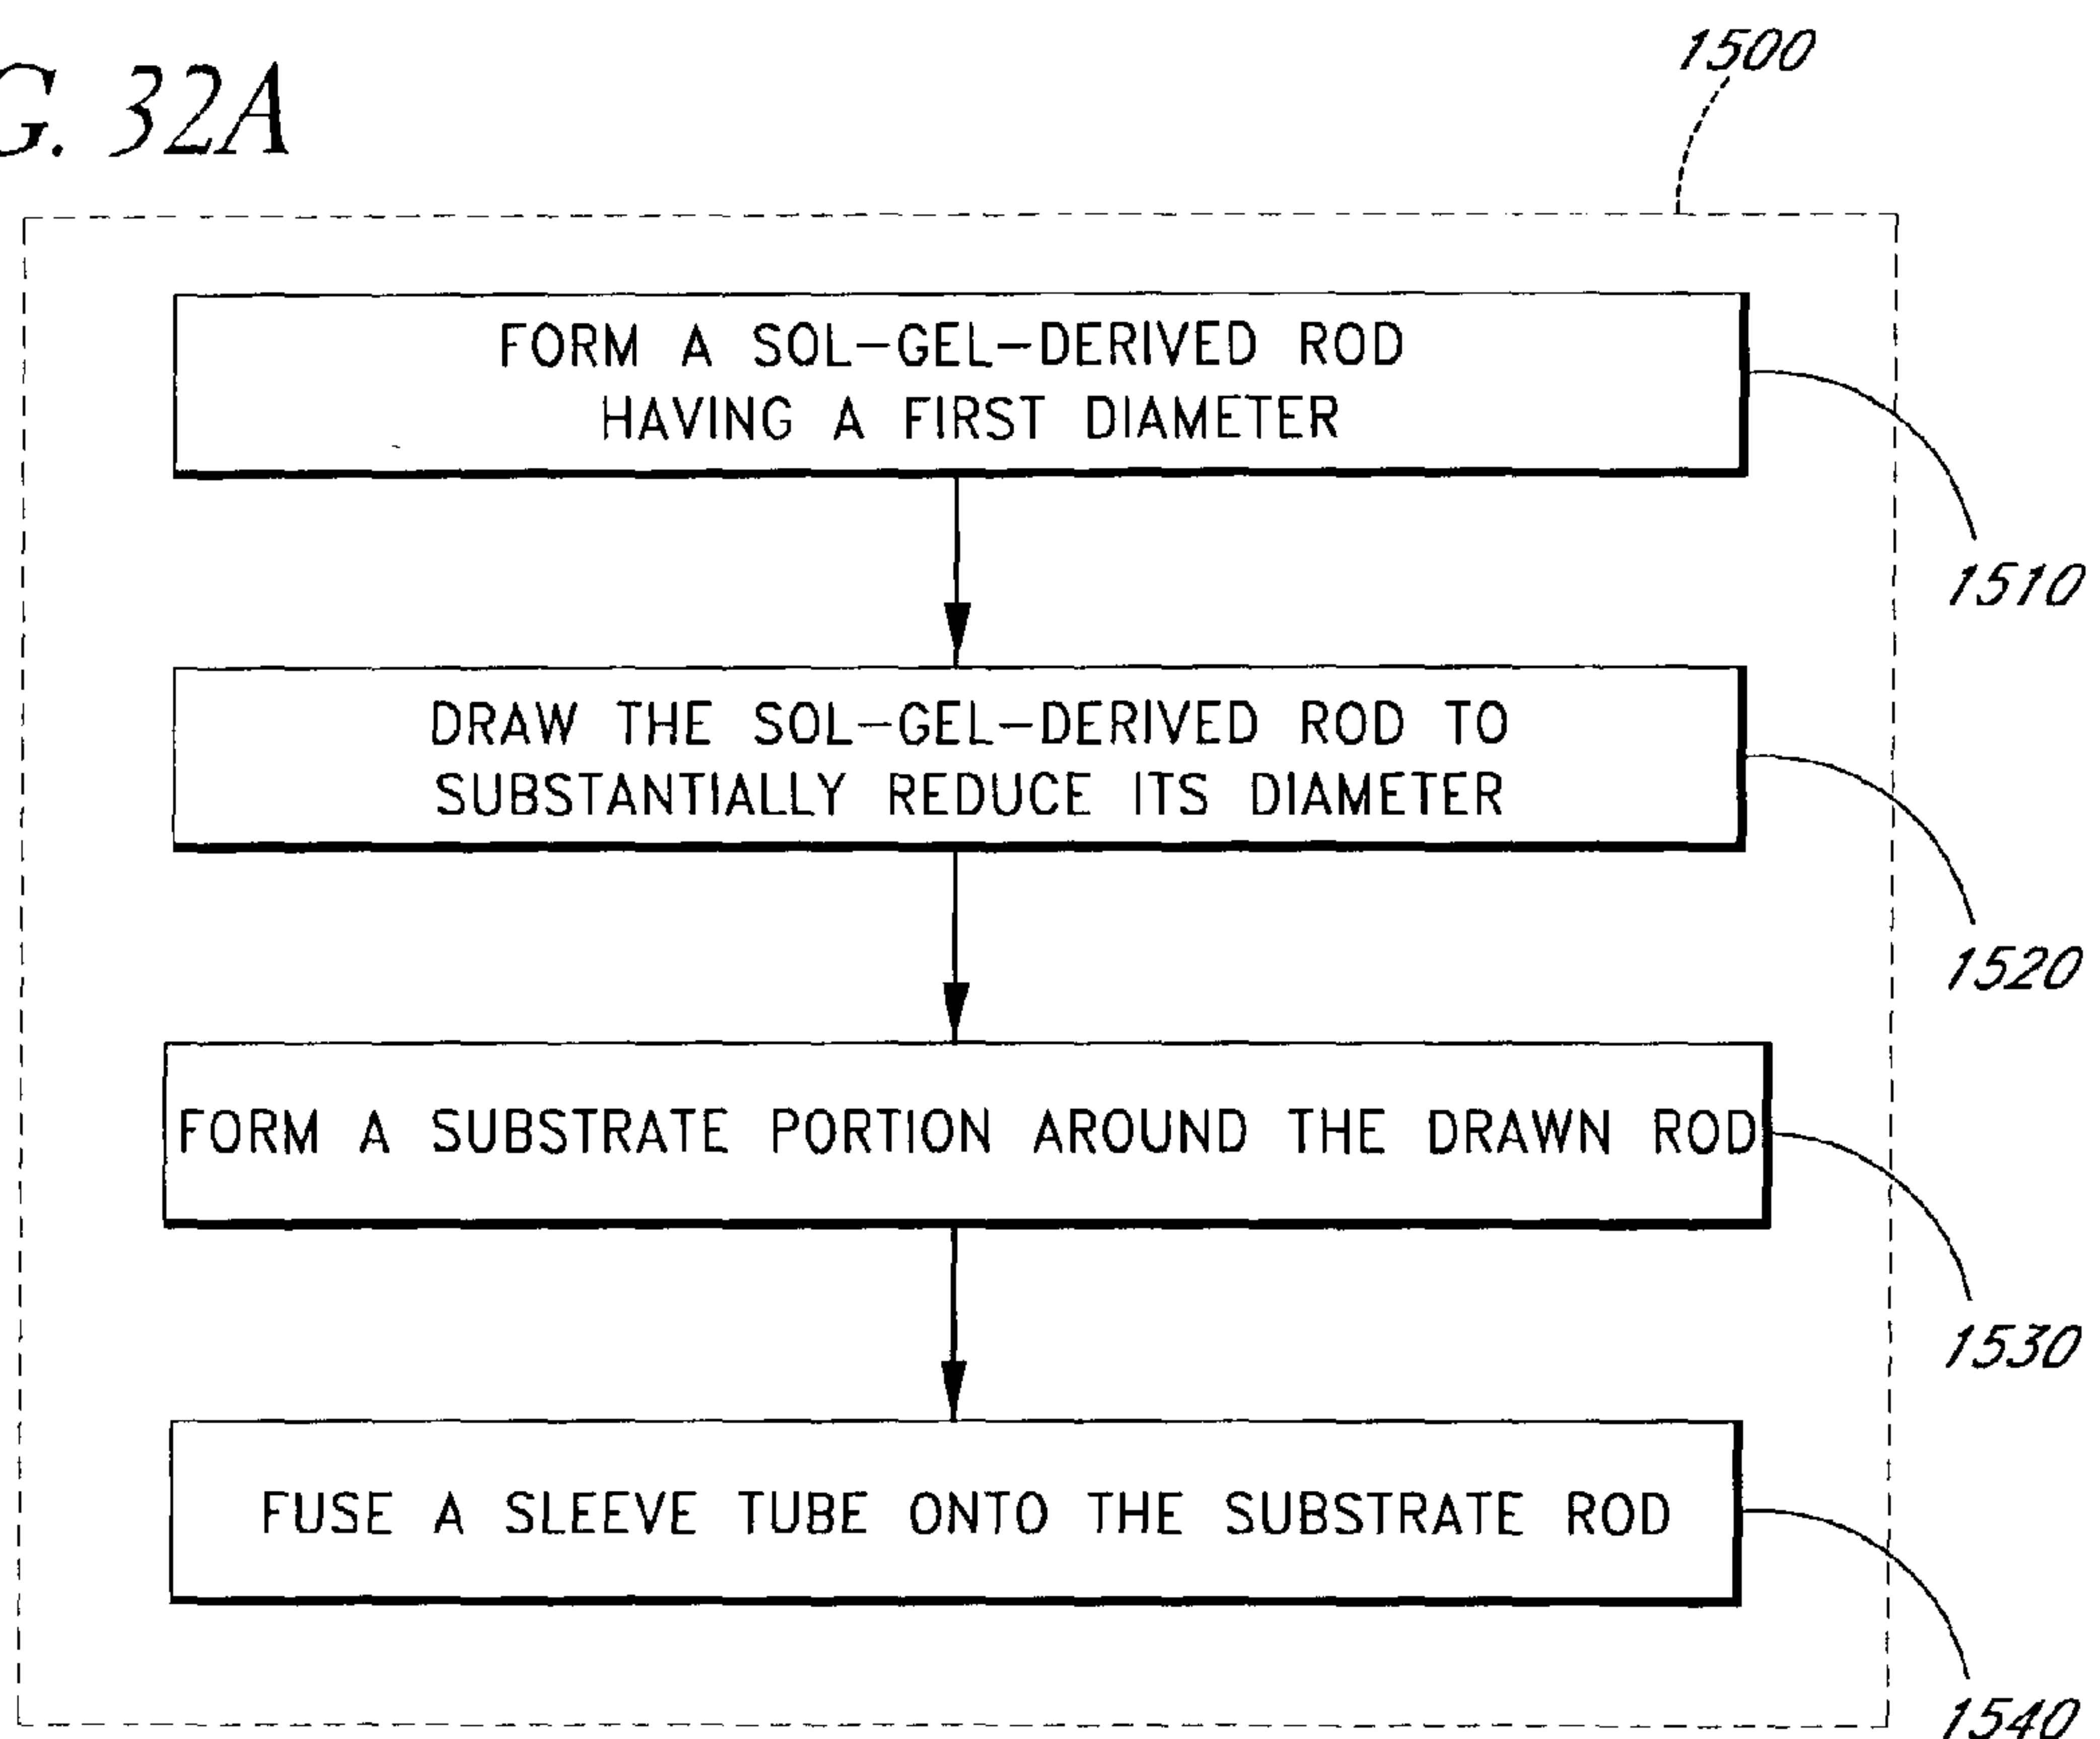 G. 32A
1500
FORM A SOL-GEL-DERIVED ROD
HAVING A FIRST DIAMETER
1510
DRAW THE SOL-GEL-DERIVED ROD TO
SUBSTANTIALLY REDUCE ITS DIAMETER
1520
FORM A SUBSTRATE PORTION AROUND THE DRAWN ROD
1530
FUSE A SLEEVE TUBE ONTO THE SUBSTRATE ROD
1540